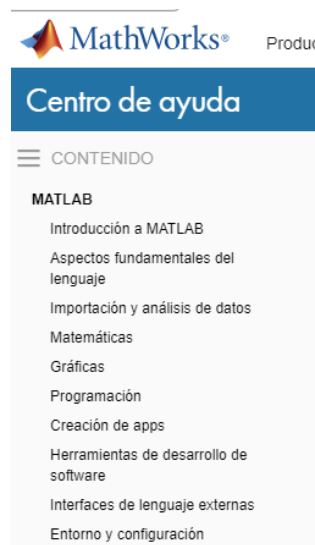 MathWorks®
Centro de ayuda
CONTENIDO
MATLAB
Introducción a MATLAB
Aspectos fundamentales del
lenguaje
Importación y análisis de datos
Matemáticas
Gráficas
Programación
Creación de apps
Herramientas de desarrollo de
software
Interfaces de lenguaje externas
Entorno y configuración